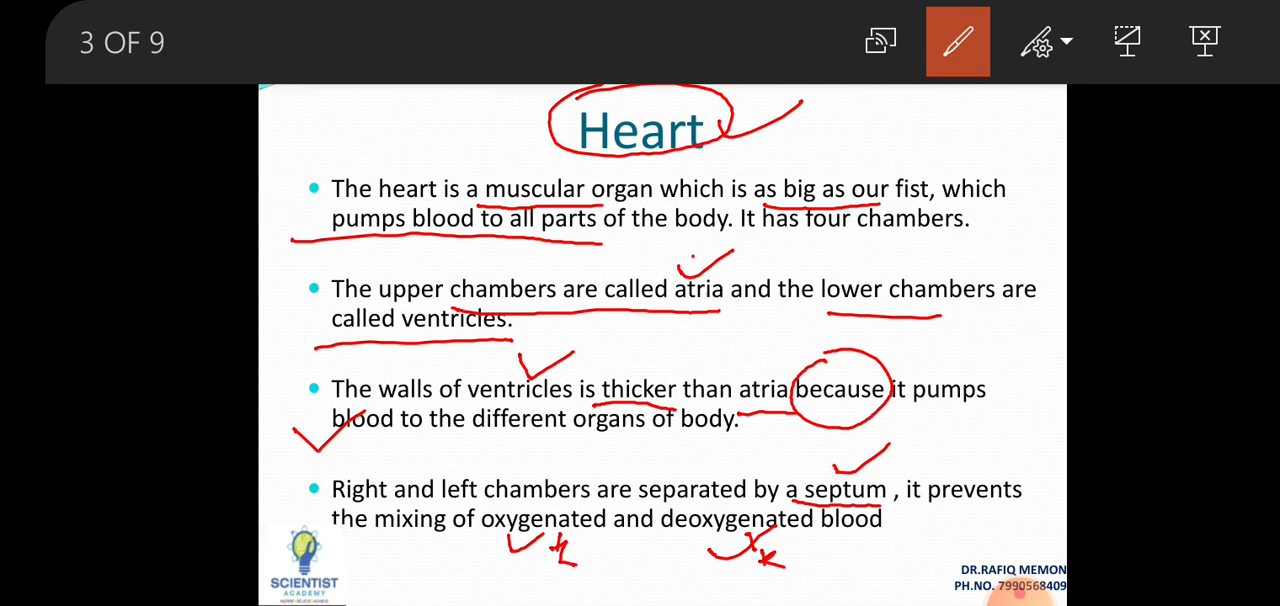 3 OF 9
Heart
• The heart is a muscular organ which is as big as our fist, which
pumps blood to all parts of the body. It has four chambers.
• The upper chambers are called atria and the lower chambers are
called ventricles.
• The walls of ventricles is thicker than atria because it pumps
blood to the different organs of body.
• Right and left chambers are separated by a septum , it prevents
the mixing of oxygenated and deoxygenated blood
SCIENTIST
ACADEMY
DR.RAFIQ MEMON
PH.NO. 7990568409